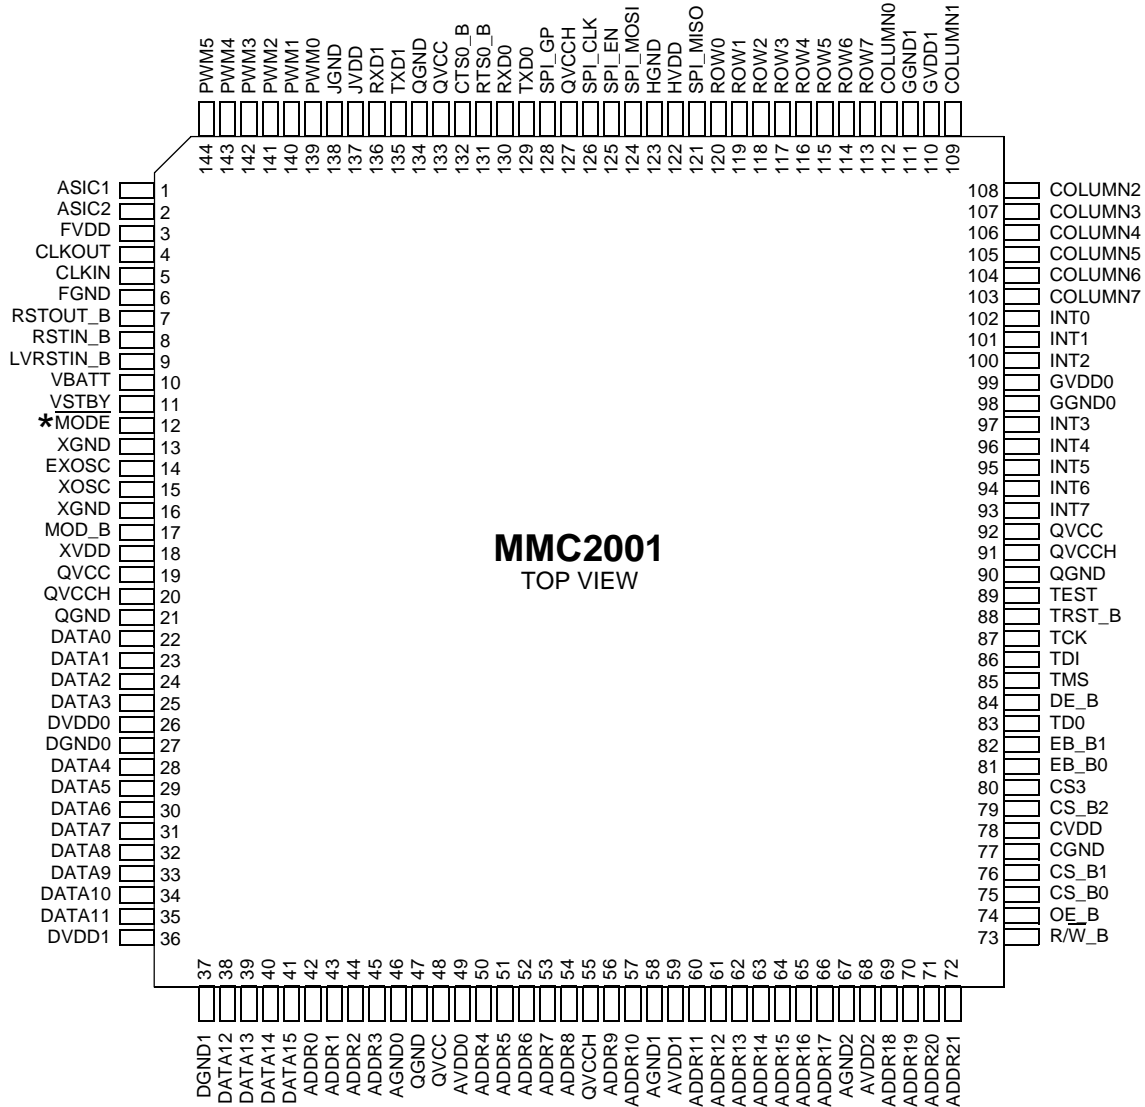 PWM5 PWM4 PWM3 PWM2 PWM1 PWM0 JGND JVDD RXD1 TXD1 QGND QVCC CTS0_B RTS0_B RXD0 TXD0 SPI_GP QVCCH SPI_CLK SPI_EN SPI_MOSI HGND HVDD SPI_MISO ROW0 ROW1 ROW2 ROW3 ROW4 ROW5 ROW6 ROW7 COLUMN0 GGND1 GVDD1 COLUMN1
144 143 142 141 140 139 138 137 136 135 134 133 132 131 130 129 128 127 126 125 124 123 122 121 120 119 118 117 116 115 114 113 112 111 110 109
ASIC1 1 108 COLUMN2
ASIC2 2 107 COLUMN3
FVDD 3 106 COLUMN4
CLKOUT 4 105 COLUMN5
CLKIN 5 104 COLUMN6
FGND 6 103 COLUMN7
RSTOUT_B 7 102 INT0
RSTIN_B 8 101 INT1
LVRSTIN_B 9 100 INT2
VBATT 10 99 GVDD0
VSTBY 11 98 GGND0
*MODE 12 97 INT3
XGND 13 96 INT4
EXOSC 14 95 INT5
XOSC 15 94 INT6
XGND 16 93 INT7
MOD_B 17 92 QVCC
XVDD 18 91 QVCCH
QVCC 19 90 QGND
QVCCH 20 89 TEST
QGND 21 88 TRST_B
DATA0 22 87 TCK
DATA1 23 86 TDI
DATA2 24 85 TMS
DATA3 25 84 DE_B
DVDD0 26 83 TD0
DGND0 27 82 EB_B1
DATA4 28 81 EB_B0
DATA5 29 80 CS3
DATA6 30 79 CS_B2
DATA7 31 78 CVDD
DATA8 32 77 CGND
DATA9 33 76 CS_B1
DATA10 34 75 CS_B0
DATA11 35 74 OE_B
DVDD1 36 73 R/W_B
MMC2001
TOP VIEW
37 38 39 40 41 42 43 44 45 46 47 48 49 50 51 52 53 54 55 56 57 58 59 60 61 62 63 64 65 66 67 68 69 70 71 72
DGND1 DATA12 DATA13 DATA14 DATA15 ADDR0 ADDR1 ADDR2 ADDR3 AGND0 QGND QVCC AVDD0 ADDR4 ADDR5 ADDR6 ADDR7 ADDR8 QVCCH ADDR9 ADDR10 AGND1 AVDD1 ADDR11 ADDR12 ADDR13 ADDR14 ADDR15 ADDR16 ADDR17 AGND2 AVDD2 ADDR18 ADDR19 ADDR20 ADDR21